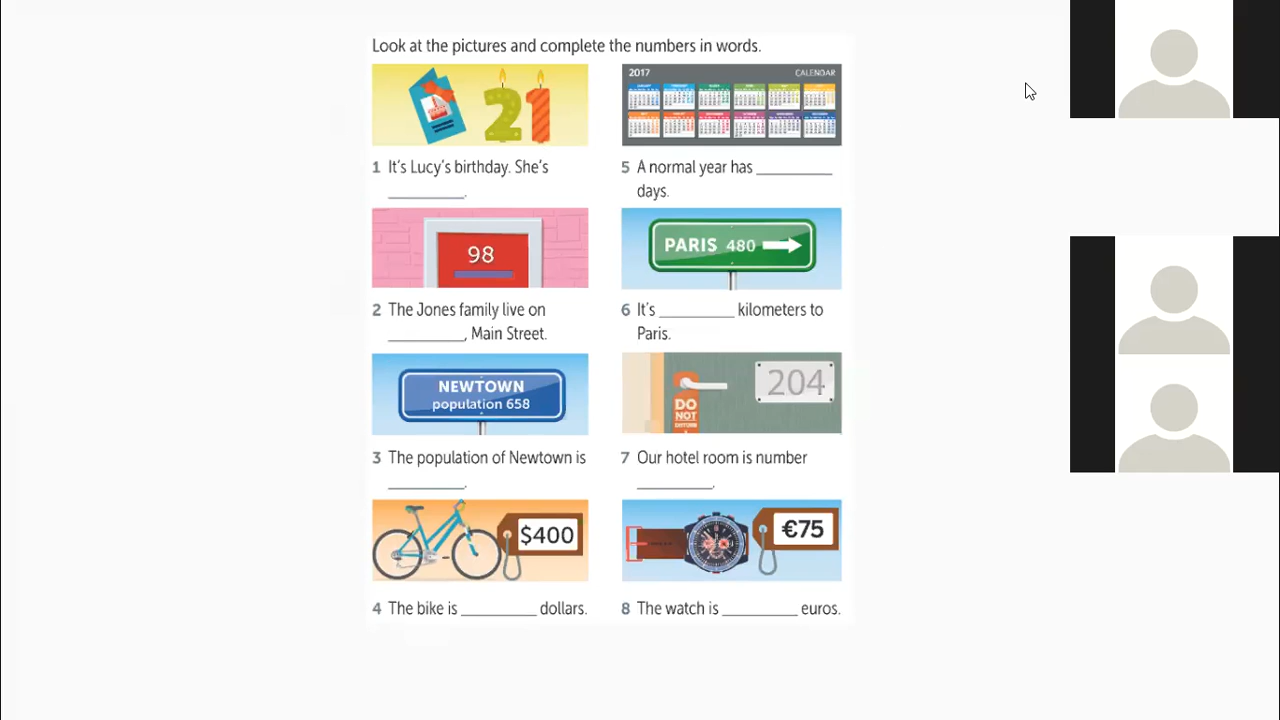 Look at the pictures and complete the numbers in words.
21
1 It's Lucy's birthday. She's
__________.
98
2 The Jones family live on
__________, Main Street.
NEWTOWN
population 658
3 The population of Newtown is
__________.
$400
4 The bike is __________ dollars.
2017 CALENDAR
5 A normal year has __________
days.
PARIS 480
6 It's __________ kilometers to
Paris.
204
DO
NOT
DISTURB
7 Our hotel room is number
__________.
€75
8 The watch is __________ euros.